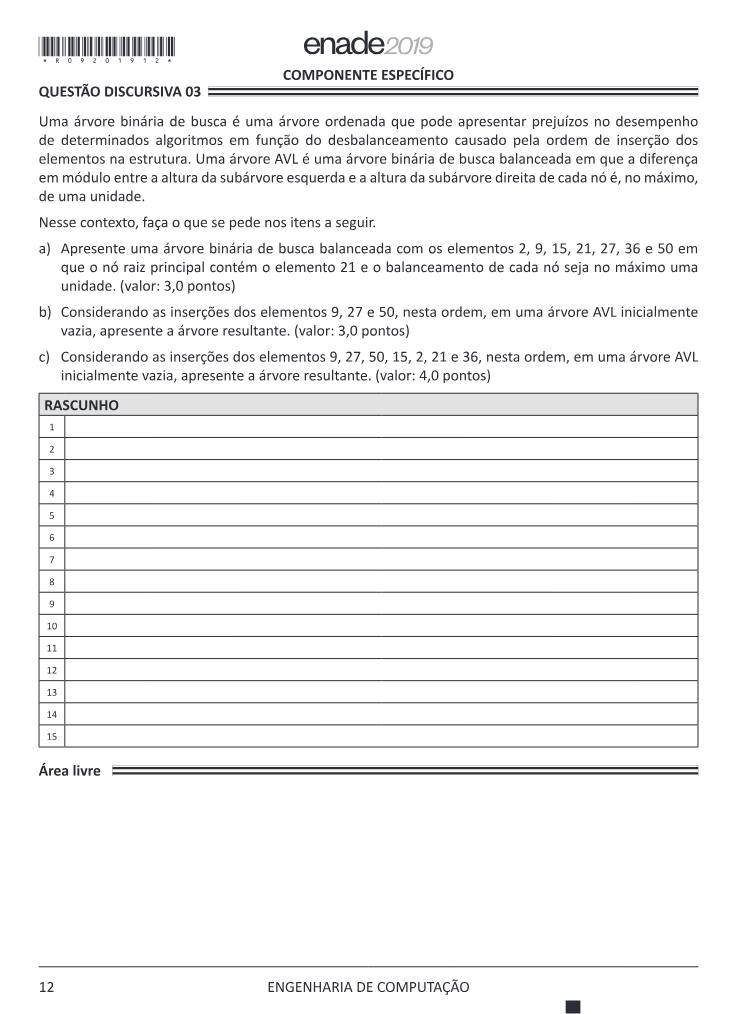 enade2019
*R09201912*
COMPONENTE ESPECÍFICO
QUESTÃO DISCURSIVA 03
Uma árvore binária de busca é uma árvore ordenada que pode apresentar prejuízos no desempenho
de determinados algoritmos em função do desbalanceamento causado pela ordem de inserção dos
elementos na estrutura. Uma árvore AVL é uma árvore binária de busca balanceada em que a diferença
em módulo entre a altura da subárvore esquerda e a altura da subárvore direita de cada nó é, no máximo,
de uma unidade.
Nesse contexto, faça o que se pede nos itens a seguir.
a) Apresente uma árvore binária de busca balanceada com os elementos 2, 9, 15, 21, 27, 36 e 50 em
que o nó raiz principal contém o elemento 21 e o balanceamento de cada nó seja no máximo uma
unidade. (valor: 3,0 pontos)
b) Considerando as inserções dos elementos 9, 27 e 50, nesta ordem, em uma árvore AVL inicialmente
vazia, apresente a árvore resultante. (valor: 3,0 pontos)
c) Considerando as inserções dos elementos 9, 27, 50, 15, 2, 21 e 36, nesta ordem, em uma árvore AVL
inicialmente vazia, apresente a árvore resultante. (valor: 4,0 pontos)
RASCUNHO
1
2
3
4
5
6
7
8
9
10
11
12
13
14
15
Área livre
12 ENGENHARIA DE COMPUTAÇÃO